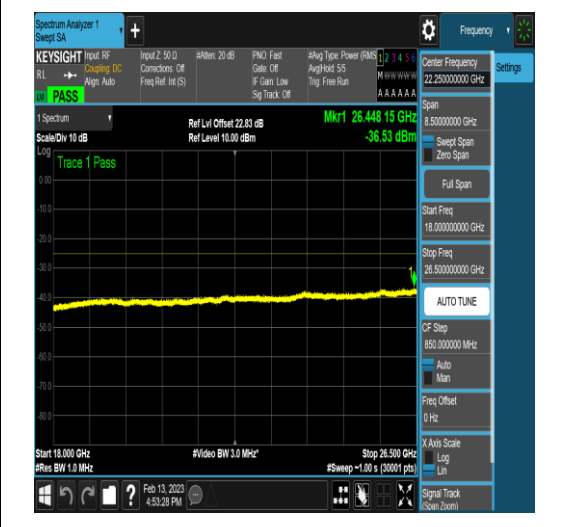 Spectrum Analyzer 1
Swept SA
Frequency
KEYSIGHT
Input: RF
Coupling: DC
Align: Auto
Input Z: 50 Ω
Corrections: Off
Freq Ref: Int (S)
#Atten: 20 dB
PNO: Fast
Gate: Off
IF Gain: Low
Sig Track: Off
#Avg Type: Power (RMS
Avg|Hold: 5/5
Trig: Free Run
1 2 3 4 5 6
M W W W W W
A A A A A A
RL
PASS
Center Frequency
22.250000000 GHz
Settings
Span
8.50000000 GHz
Swept Span
Zero Span
Full Span
Start Freq
18.000000000 GHz
Stop Freq
26.500000000 GHz
AUTO TUNE
CF Step
850.000000 MHz
Auto
Man
Freq Offset
0 Hz
X Axis Scale
Log
Lin
Signal Track
(Span Zoom)
1 Spectrum
Scale/Div 10 dB
Ref Lvl Offset 22.83 dB
Ref Level 10.00 dBm
Mkr1 26.448 15 GHz
-36.53 dBm
Log
Trace 1 Pass
0.00
-10.0
-20.0
-30.0
-40.0
-50.0
-60.0
-70.0
-80.0
1
Start 18.000 GHz
#Res BW 1.0 MHz
#Video BW 3.0 MHz*
Stop 26.500 GHz
#Sweep ~1.00 s (30001 pts)
?
Feb 13, 2023
4:53:28 PM